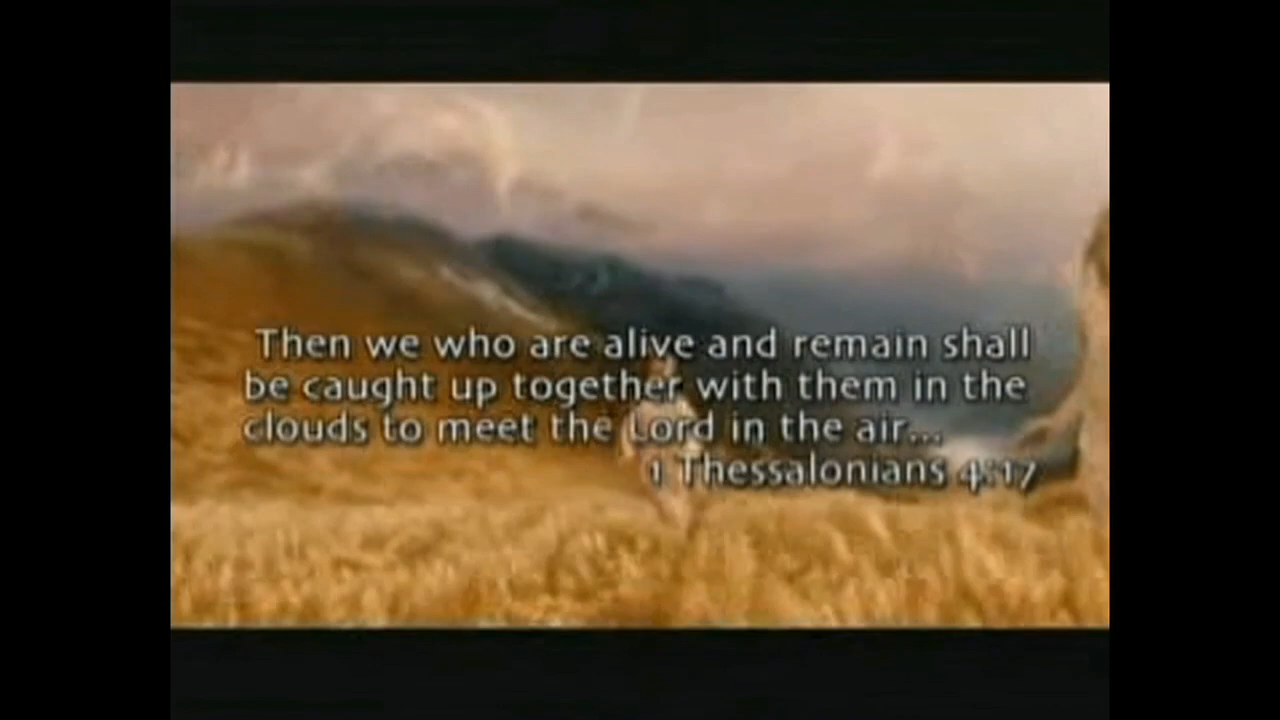 Then we who are alive and remain shall
be caught up together with them in the
clouds to meet the Lord in the air...
1 Thessalonians 4:17